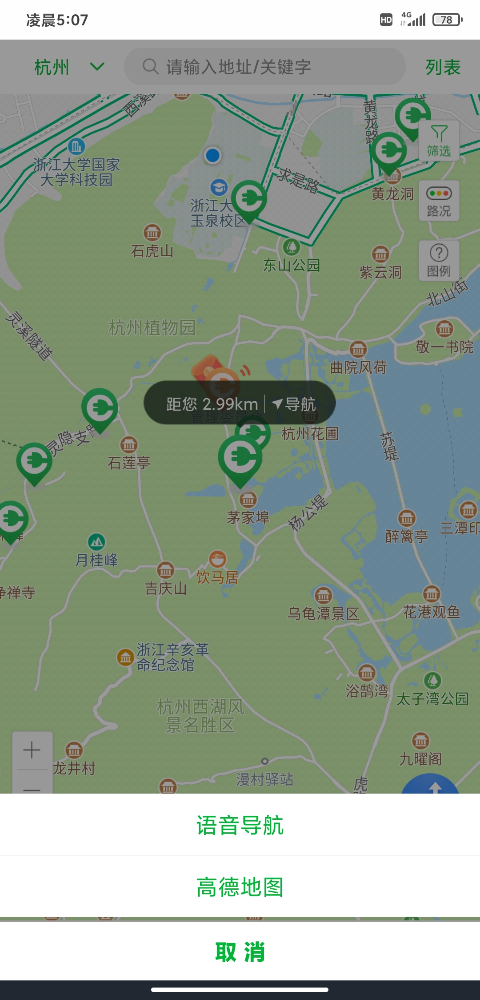 凌晨5:07
HD
4G
78
杭州
请输入地址/关键字
列表
西溪路
黄龙路
筛选
浙江大学国家
大学科技园
求是路
黄龙洞
路况
浙江大
玉泉校区
石虎山
东山公园
紫云洞
图例
北山街
灵溪隧道
杭州植物园
敬一书院
曲院风荷
距您 2.99km
导航
管理委员会
杭州花圃
灵隐支路
苏堤
石莲亭
茅家埠
杨公堤
醉篱亭
三潭印
月桂峰
饮马居
吉庆山
净禅寺
乌龟潭景区
花港观鱼
浙江辛亥革
命纪念馆
浴鹄湾
太子湾公园
杭州西湖风
景名胜区
九曜阁
龙井村
漫村驿站
虎
语音导航
高德地图
取消